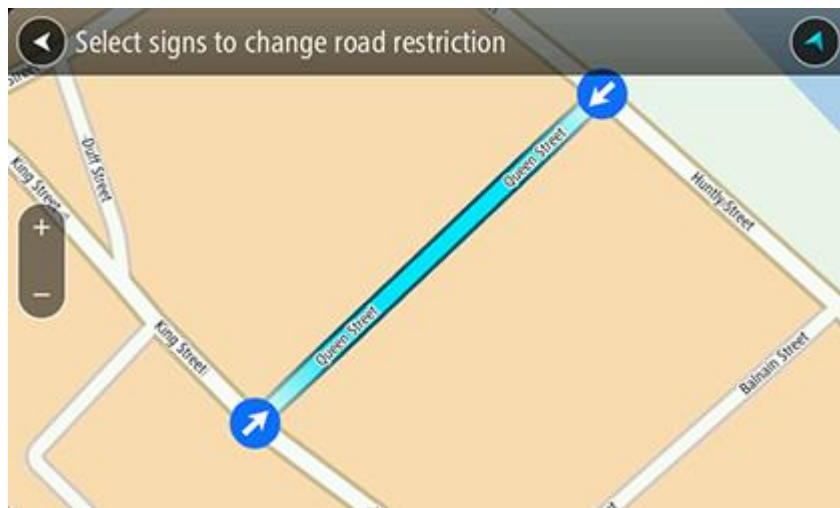 Select signs to change road restriction
Street
Duff Street
King Street
Queen Street
Huntly Street
+
−
Queen Street
King Street
Balnain Street